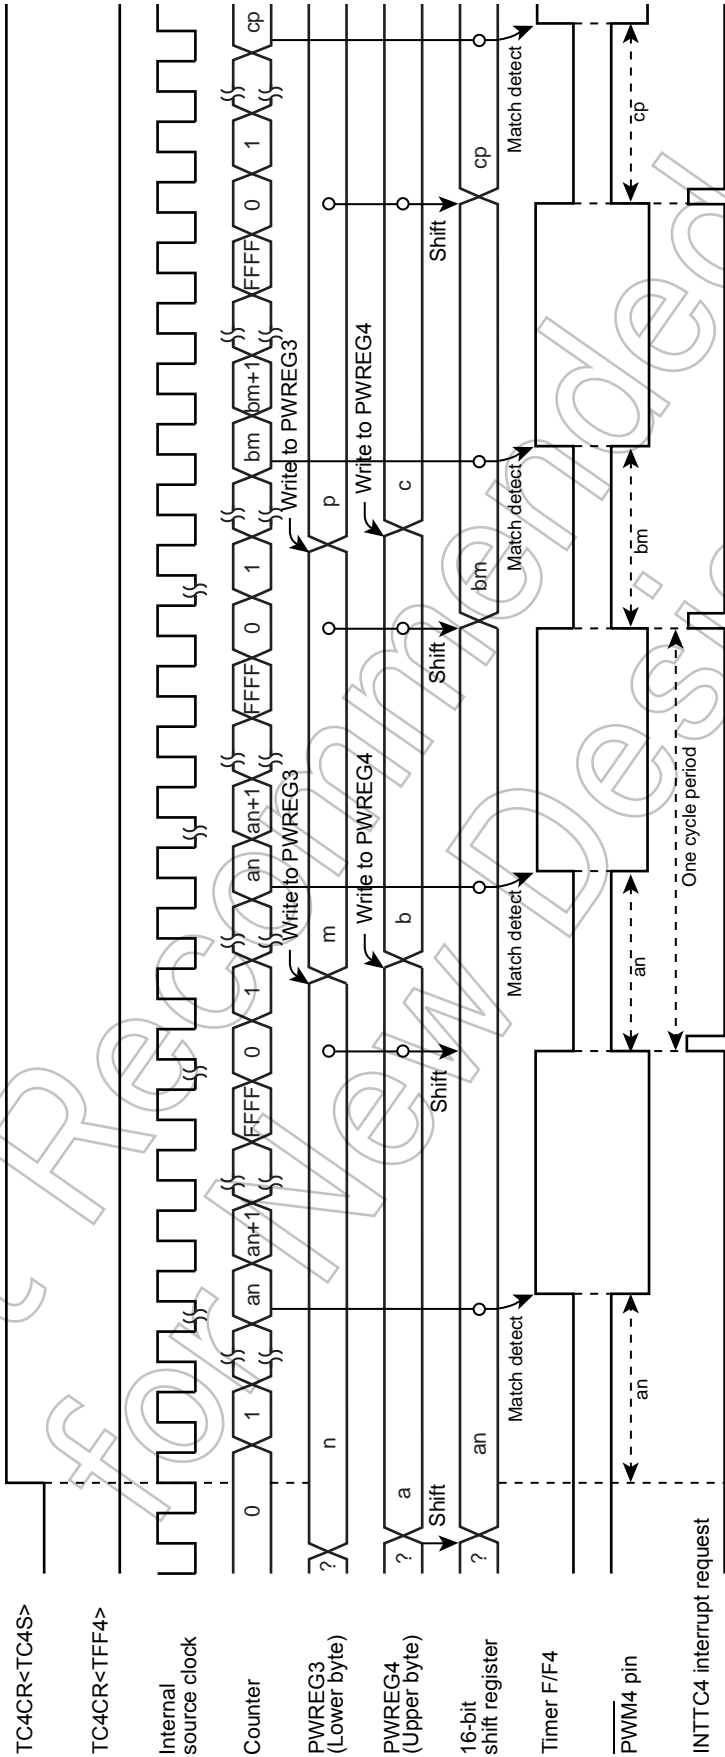 TC4CR<TC4S>
TC4CR<TFF4>
Internal
source clock
Counter
0 1 an an+1 FFFF 0 1 an an+1 FFFF 0 1 bm bm+1 FFFF 0 1 cp
Write to PWREG3 Write to PWREG3
PWREG3
(Lower byte)
? n m p
Write to PWREG4 Write to PWREG4
PWREG4
(Upper byte)
? a b c
Shift Shift Shift Shift
16-bit
shift register
? an bm cp
Match detect Match detect Match detect Match detect
Timer F/F4
PWM4 pin
an an bm cp
One cycle period
INTTC4 interrupt request
Recommended
for New